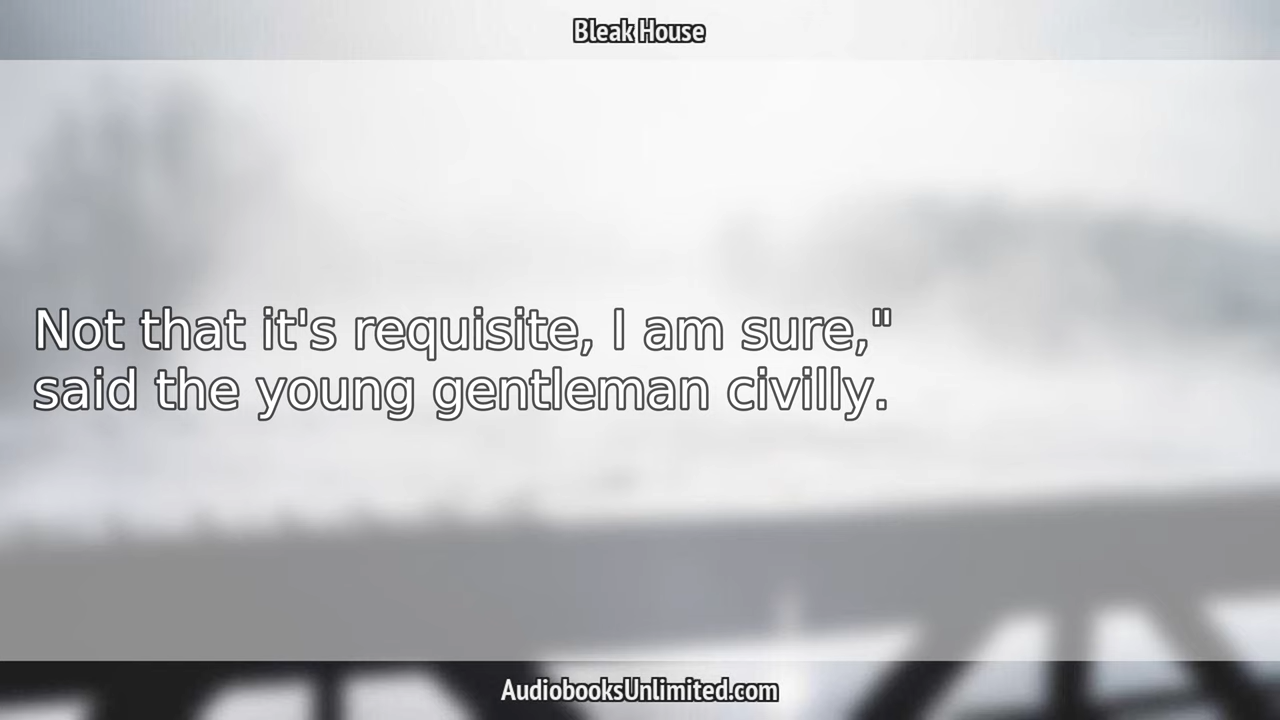 Bleak House
Not that it's requisite, I am sure,"
said the young gentleman civilly.
AudiobooksUnlimited.com